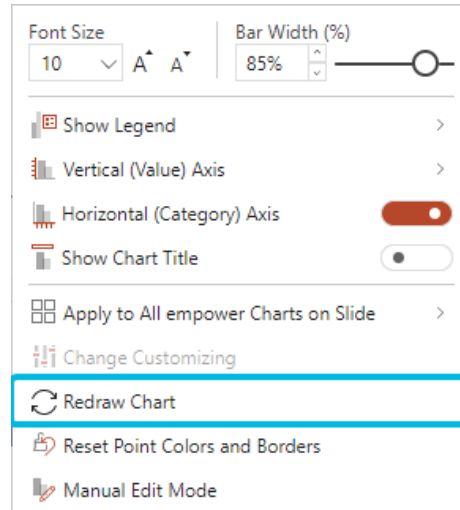 Font Size Bar Width (%)
10 A A 85%
Show Legend
Vertical (Value) Axis
Horizontal (Category) Axis
Show Chart Title
Apply to All empower Charts on Slide
Change Customizing
Redraw Chart
Reset Point Colors and Borders
Manual Edit Mode